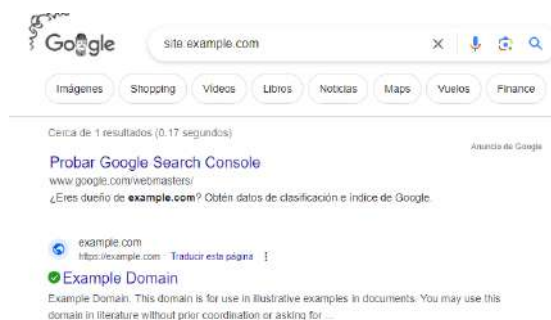 Google
site:example.com
Imágenes Shopping Videos Libros Noticias Maps Vuelos Finance
Cerca de 1 resultados (0.17 segundos)
Anuncio de Google
Probar Google Search Console
www.google.com/webmasters/
¿Eres dueño de example.com? Obtén datos de clasificación e índice de Google.
example.com
https://example.com · Traducir esta página
Example Domain
Example Domain. This domain is for use in illustrative examples in documents. You may use this
domain in literature without prior coordination or asking for ...